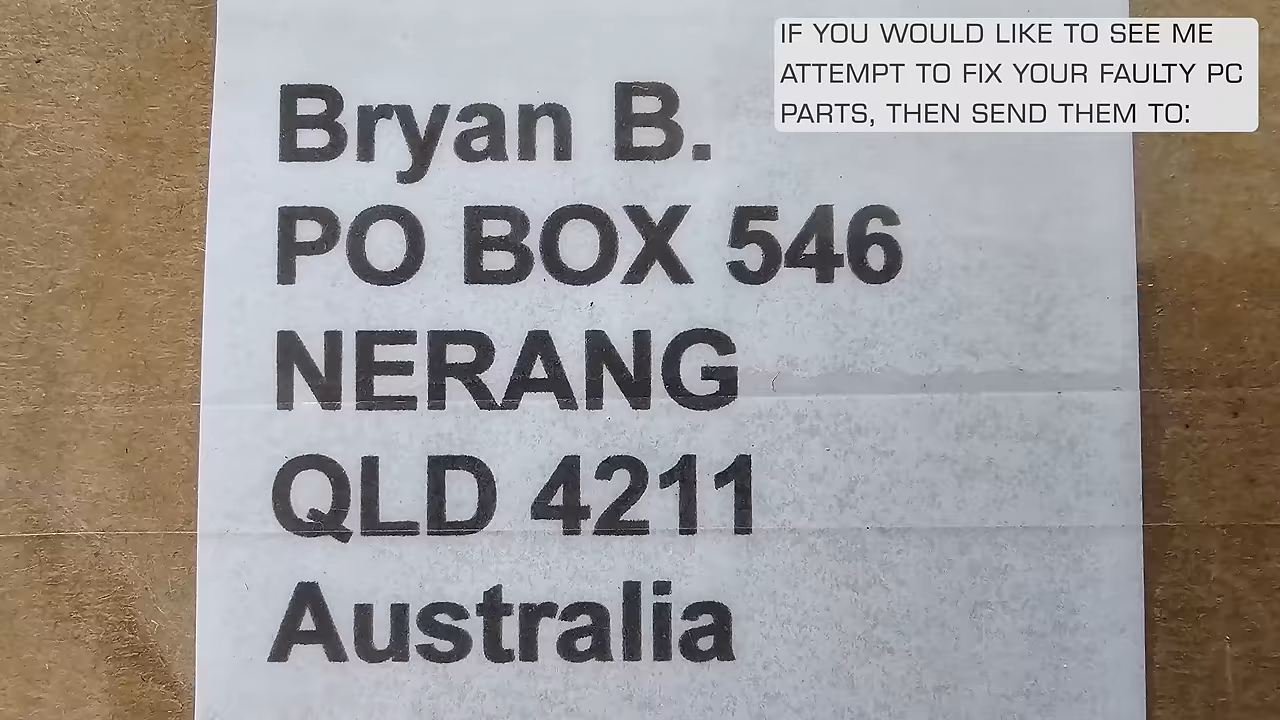 IF YOU WOULD LIKE TO SEE ME
ATTEMPT TO FIX YOUR FAULTY PC
PARTS, THEN SEND THEM TO:
Bryan B.
PO BOX 546
NERANG
QLD 4211
Australia